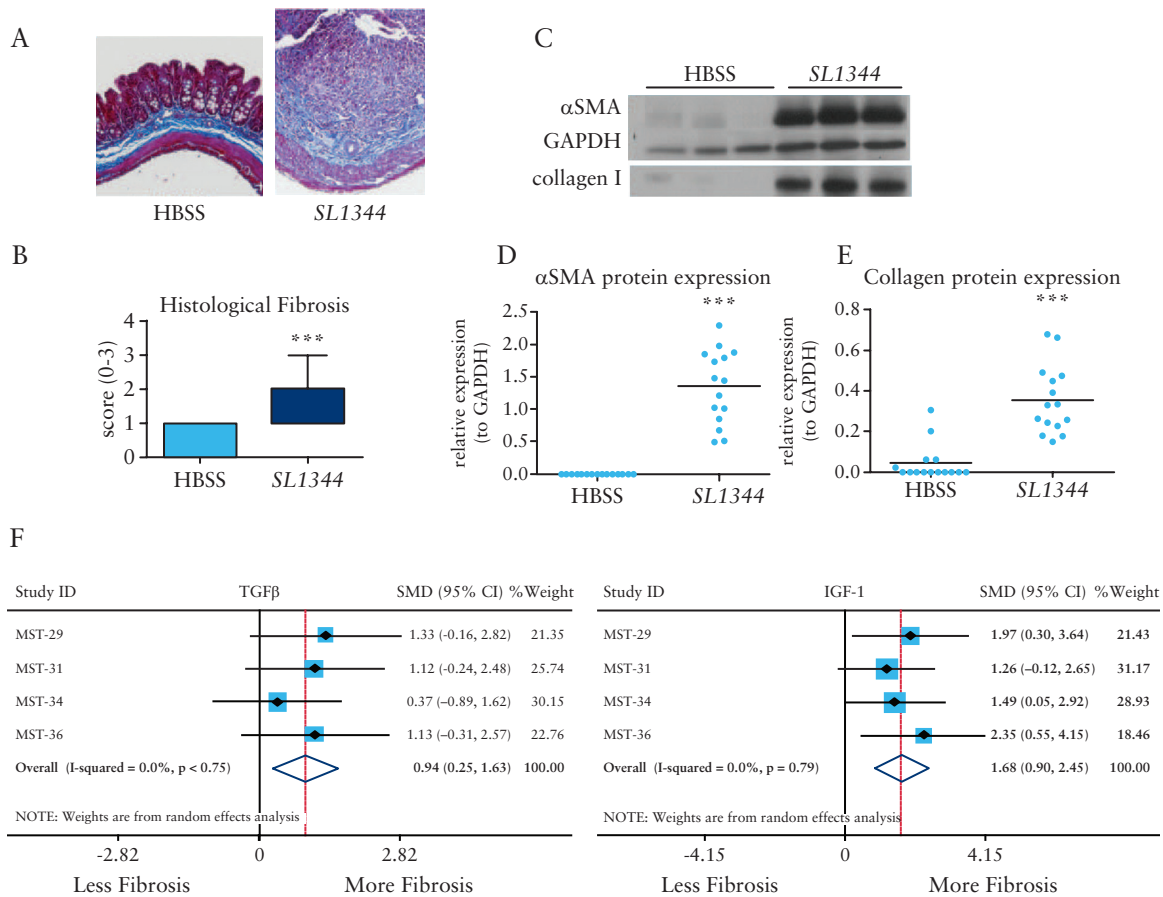 A
HBSS
SL1344
C
HBSS
SL1344
αSMA
GAPDH
collagen I
B
Histological Fibrosis
score (0-3)
4
3
2
1
0
***
HBSS
SL1344
D
αSMA protein expression
relative expression
(to GAPDH)
2.5
2.0
1.5
1.0
0.5
0.0
***
HBSS
SL1344
E
Collagen protein expression
relative expression
(to GAPDH)
0.8
0.6
0.4
0.2
0.0
***
HBSS
SL1344
F
Study ID TGFβ SMD (95% CI) %Weight
MST-29 1.33 (-0.16, 2.82) 21.35
MST-31 1.12 (-0.24, 2.48) 25.74
MST-34 0.37 (–0.89, 1.62) 30.15
MST-36 1.13 (-0.31, 2.57) 22.76
Overall (I-squared = 0.0%, p < 0.75) 0.94 (0.25, 1.63) 100.00
NOTE: Weights are from random effects analysis
-2.82 0 2.82
Less Fibrosis More Fibrosis
Study ID IGF-1 SMD (95% CI) %Weight
MST-29 1.97 (0.30, 3.64) 21.43
MST-31 1.26 (–0.12, 2.65) 31.17
MST-34 1.49 (0.05, 2.92) 28.93
MST-36 2.35 (0.55, 4.15) 18.46
Overall (I-squared = 0.0%, p = 0.79) 1.68 (0.90, 2.45) 100.00
NOTE: Weights are from random effects analysis
-4.15 0 4.15
Less Fibrosis More Fibrosis